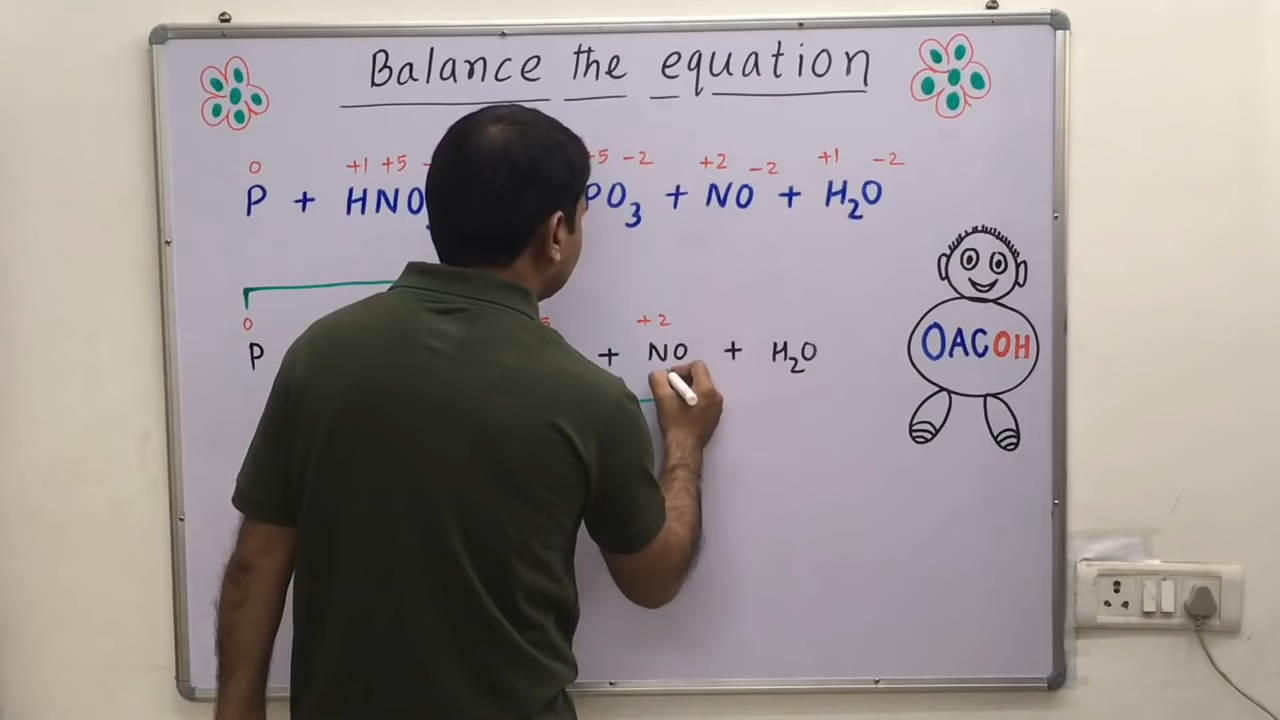 Balance the equation
0 +1 +5 +5 -2 +2 -2 +1 -2
P + HNO PO3 + NO + H2O
0 +2
P + NO + H2O
OACOH